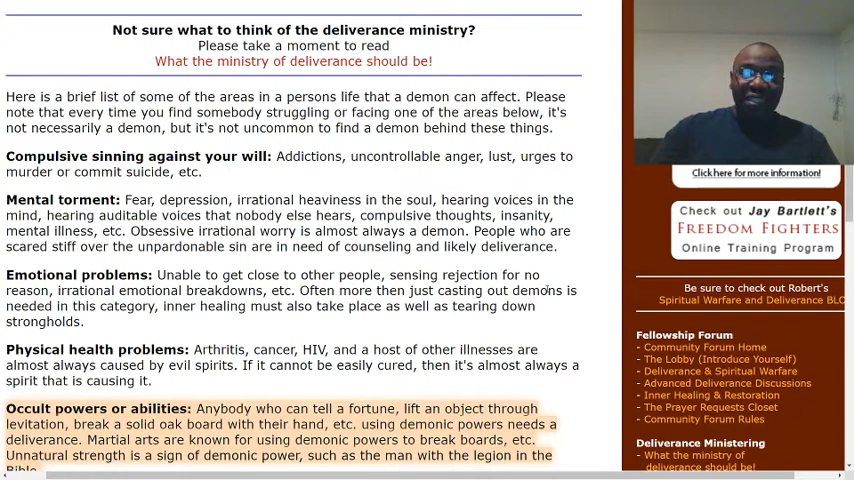 Not sure what to think of the deliverance ministry?
Please take a moment to read
What the ministry of deliverance should be!
Here is a brief list of some of the areas in a persons life that a demon can affect. Please
note that every time you find somebody struggling or facing one of the areas below, it's
not necessarily a demon, but it's not uncommon to find a demon behind these things.
Compulsive sinning against your will: Addictions, uncontrollable anger, lust, urges to
murder or commit suicide, etc.
Mental torment: Fear, depression, irrational heaviness in the soul, hearing voices in the
mind, hearing auditable voices that nobody else hears, compulsive thoughts, insanity,
mental illness, etc. Obsessive irrational worry is almost always a demon. People who are
scared stiff over the unpardonable sin are in need of counseling and likely deliverance.
Emotional problems: Unable to get close to other people, sensing rejection for no
reason, irrational emotional breakdowns, etc. Often more then just casting out demons is
needed in this category, inner healing must also take place as well as tearing down
strongholds.
Physical health problems: Arthritis, cancer, HIV, and a host of other illnesses are
almost always caused by evil spirits. If it cannot be easily cured, then it's almost always a
spirit that is causing it.
Occult powers or abilities: Anybody who can tell a fortune, lift an object through
levitation, break a solid oak board with their hand, etc. using demonic powers needs a
deliverance. Martial arts are known for using demonic powers to break boards, etc.
Unnatural strength is a sign of demonic power, such as the man with the legion in the
Bible.
Click here for more information!
Check out Jay Bartlett's
FREEDOM FIGHTERS
Online Training Program
Be sure to check out Robert's
Spiritual Warfare and Deliverance BLO
Fellowship Forum
- Community Forum Home
- The Lobby (Introduce Yourself)
- Deliverance & Spiritual Warfare
- Advanced Deliverance Discussions
- Inner Healing & Restoration
- The Prayer Requests Closet
- Community Forum Rules
Deliverance Ministering
- What the ministry of
deliverance should be!